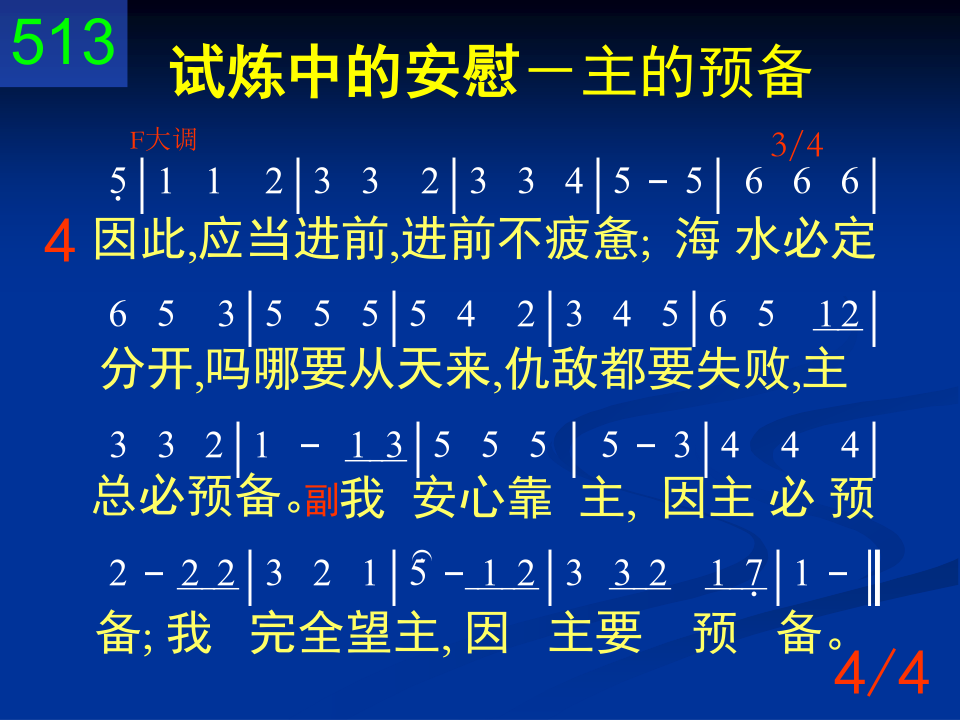 513
试炼中的安慰－主的预备
F大调 3/4
5̣ | 1 1 2 | 3 3 2 | 3 3 4 | 5 － 5 | 6 6 6 |
4 因此,应当进前,进前不疲惫; 海 水必定
6 5 3 | 5 5 5 | 5 4 2 | 3 4 5 | 6 5 1 2 |
分开,吗哪要从天来,仇敌都要失败,主
3 3 2 | 1 － 1 3 | 5 5 5 | 5 － 3 | 4 4 4 |
总必预备。副我 安心靠 主, 因主 必 预
2 － 2 2 | 3 2 1 | 5 － 1 2 | 3 3 2 1 7̣ | 1 － ‖
备; 我 完全望主, 因 主要 预 备。
4/4